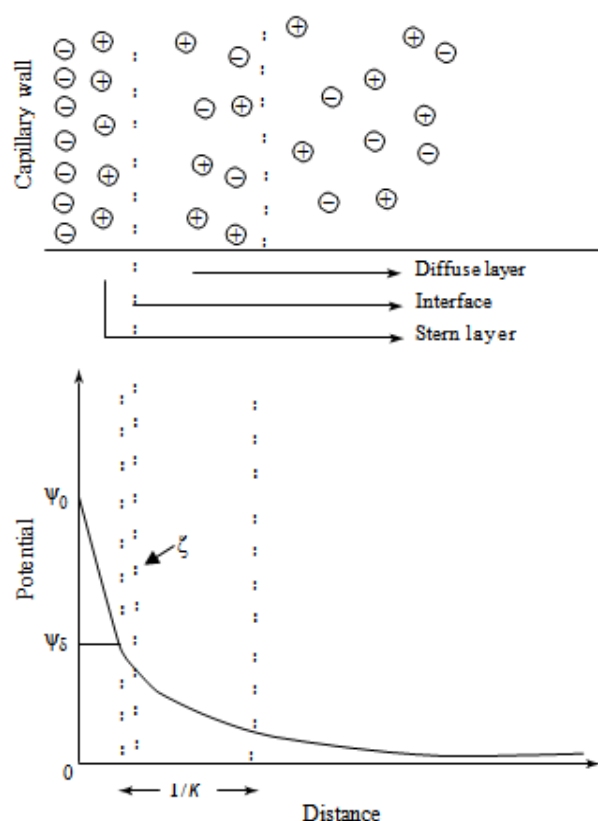 Capillary wall
Diffuse layer
Interface
Stern layer
Ψ0
ζ
Potential
Ψδ
0
1/κ
Distance